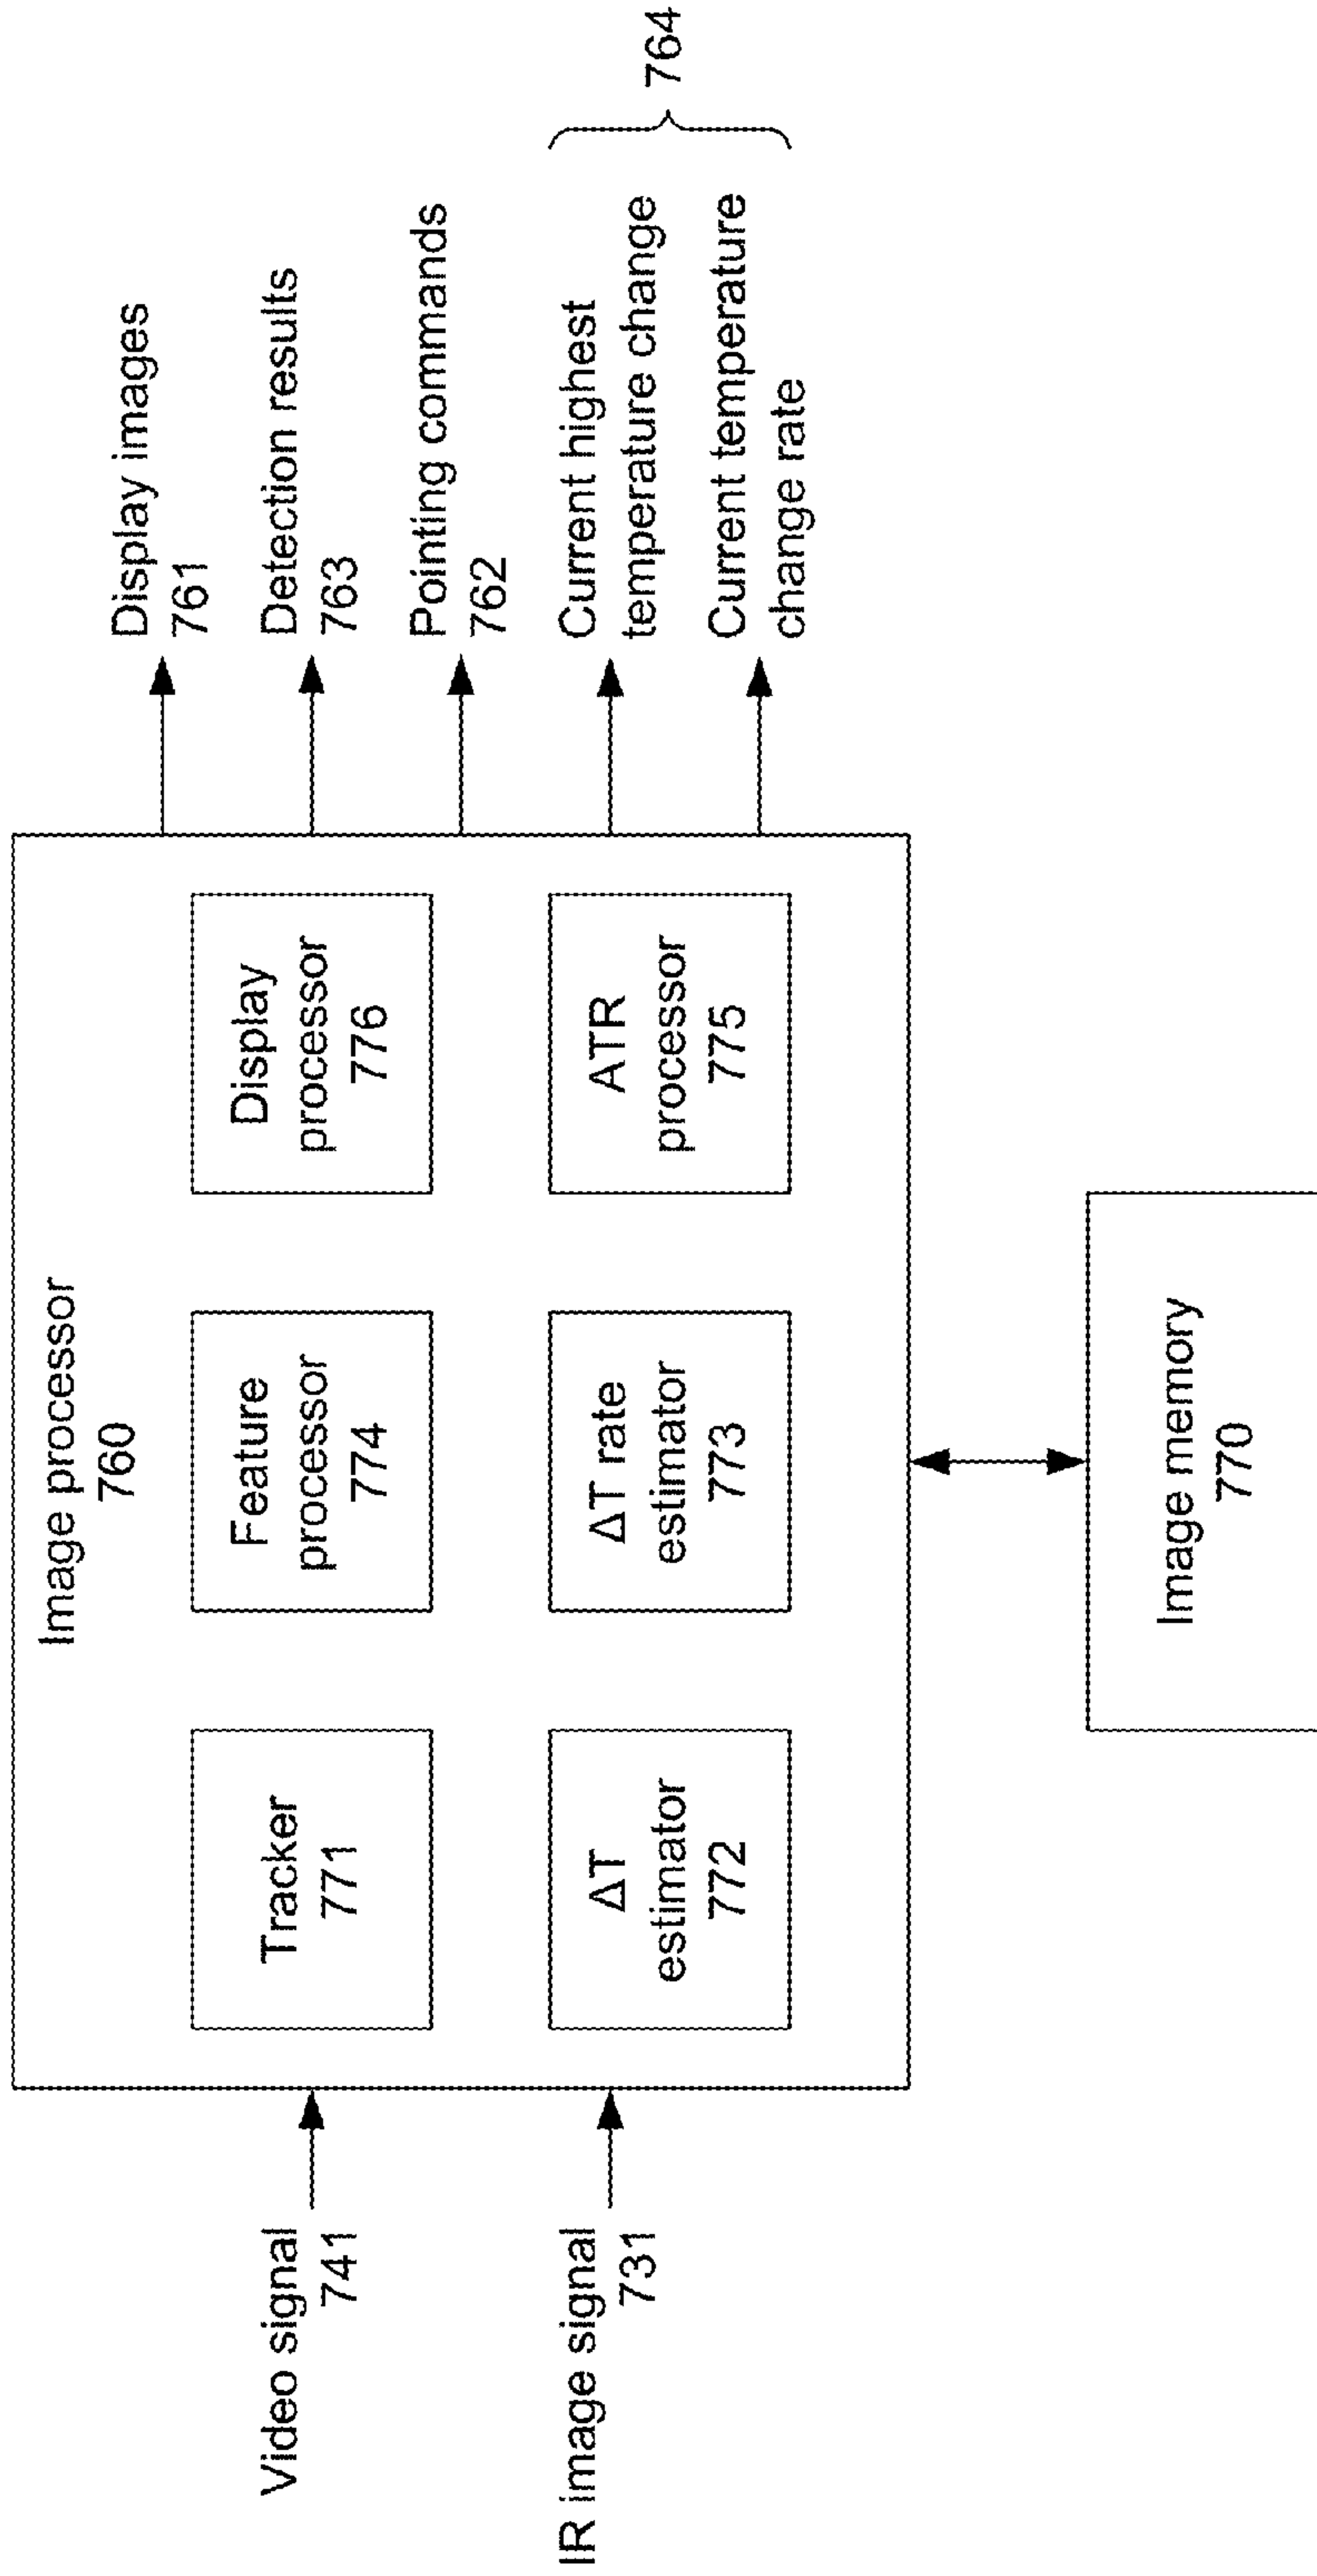 Image processor
760
Video signal
741
IR image signal
731
Tracker
771
Feature
processor
774
Display
processor
776
ΔT
estimator
772
ΔT rate
estimator
773
ATR
processor
775
Display images
761
Detection results
763
Pointing commands
762
Current highest
temperature change
Current temperature
change rate
764
Image memory
770